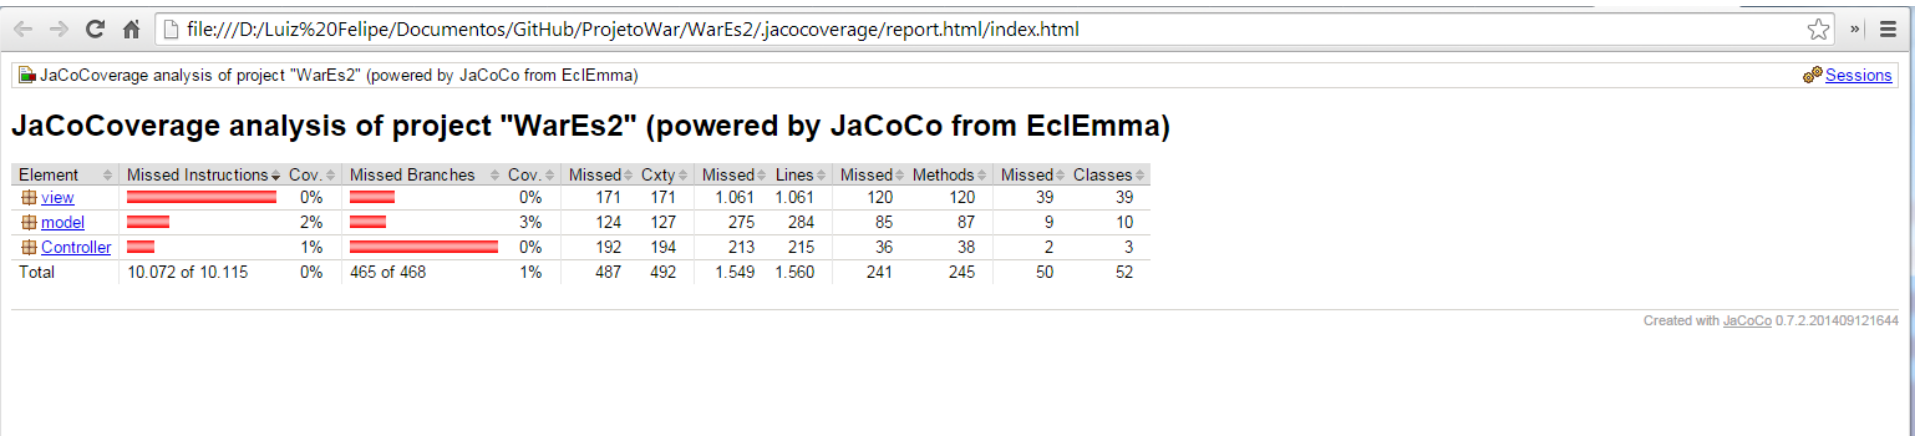 file:///D:/Luiz%20Felipe/Documentos/GitHub/ProjetoWar/WarEs2/.jacocoverage/report.html/index.html »
JaCoCoverage analysis of project "WarEs2" (powered by JaCoCo from EclEmma) Sessions
JaCoCoverage analysis of project "WarEs2" (powered by JaCoCo from EclEmma)
Element Missed Instructions Cov. Missed Branches Cov. Missed Cxty Missed Lines Missed Methods Missed Classes
view 0% 0% 171 171 1.061 1.061 120 120 39 39
model 2% 3% 124 127 275 284 85 87 9 10
Controller 1% 0% 192 194 213 215 36 38 2 3
Total 10.072 of 10.115 0% 465 of 468 1% 487 492 1.549 1.560 241 245 50 52
Created with JaCoCo 0.7.2.201409121644